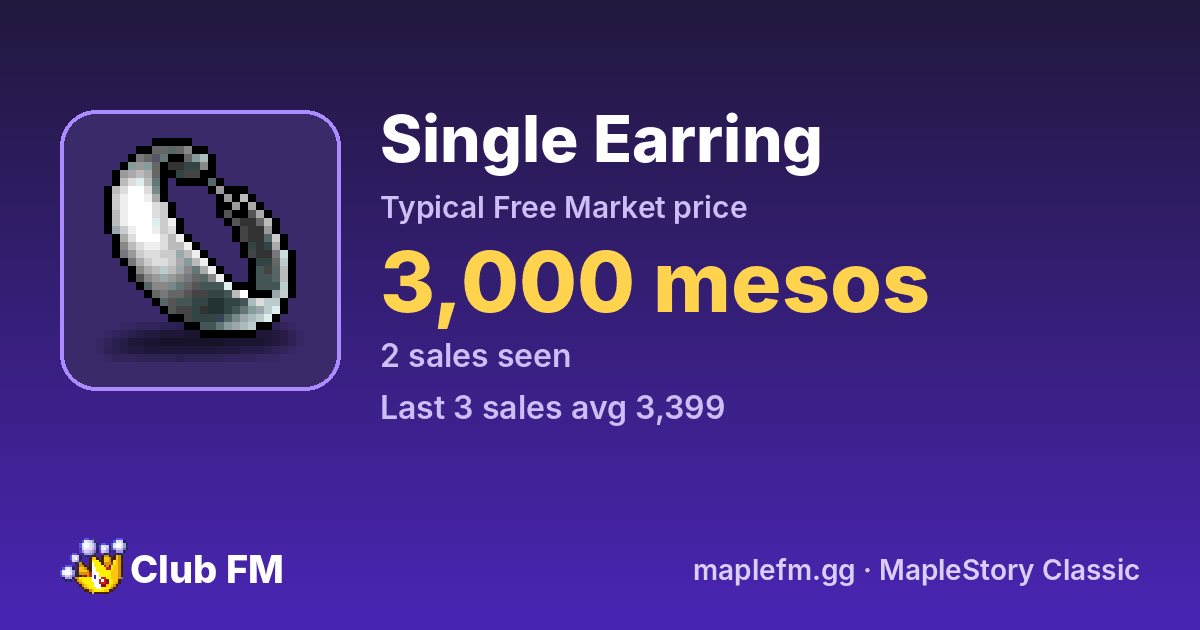 Single Earring
Typical Free Market price
3,000 mesos
2 sales seen
Last 3 sales avg 3,399
Club FM
maplefm.gg · MapleStory Classic